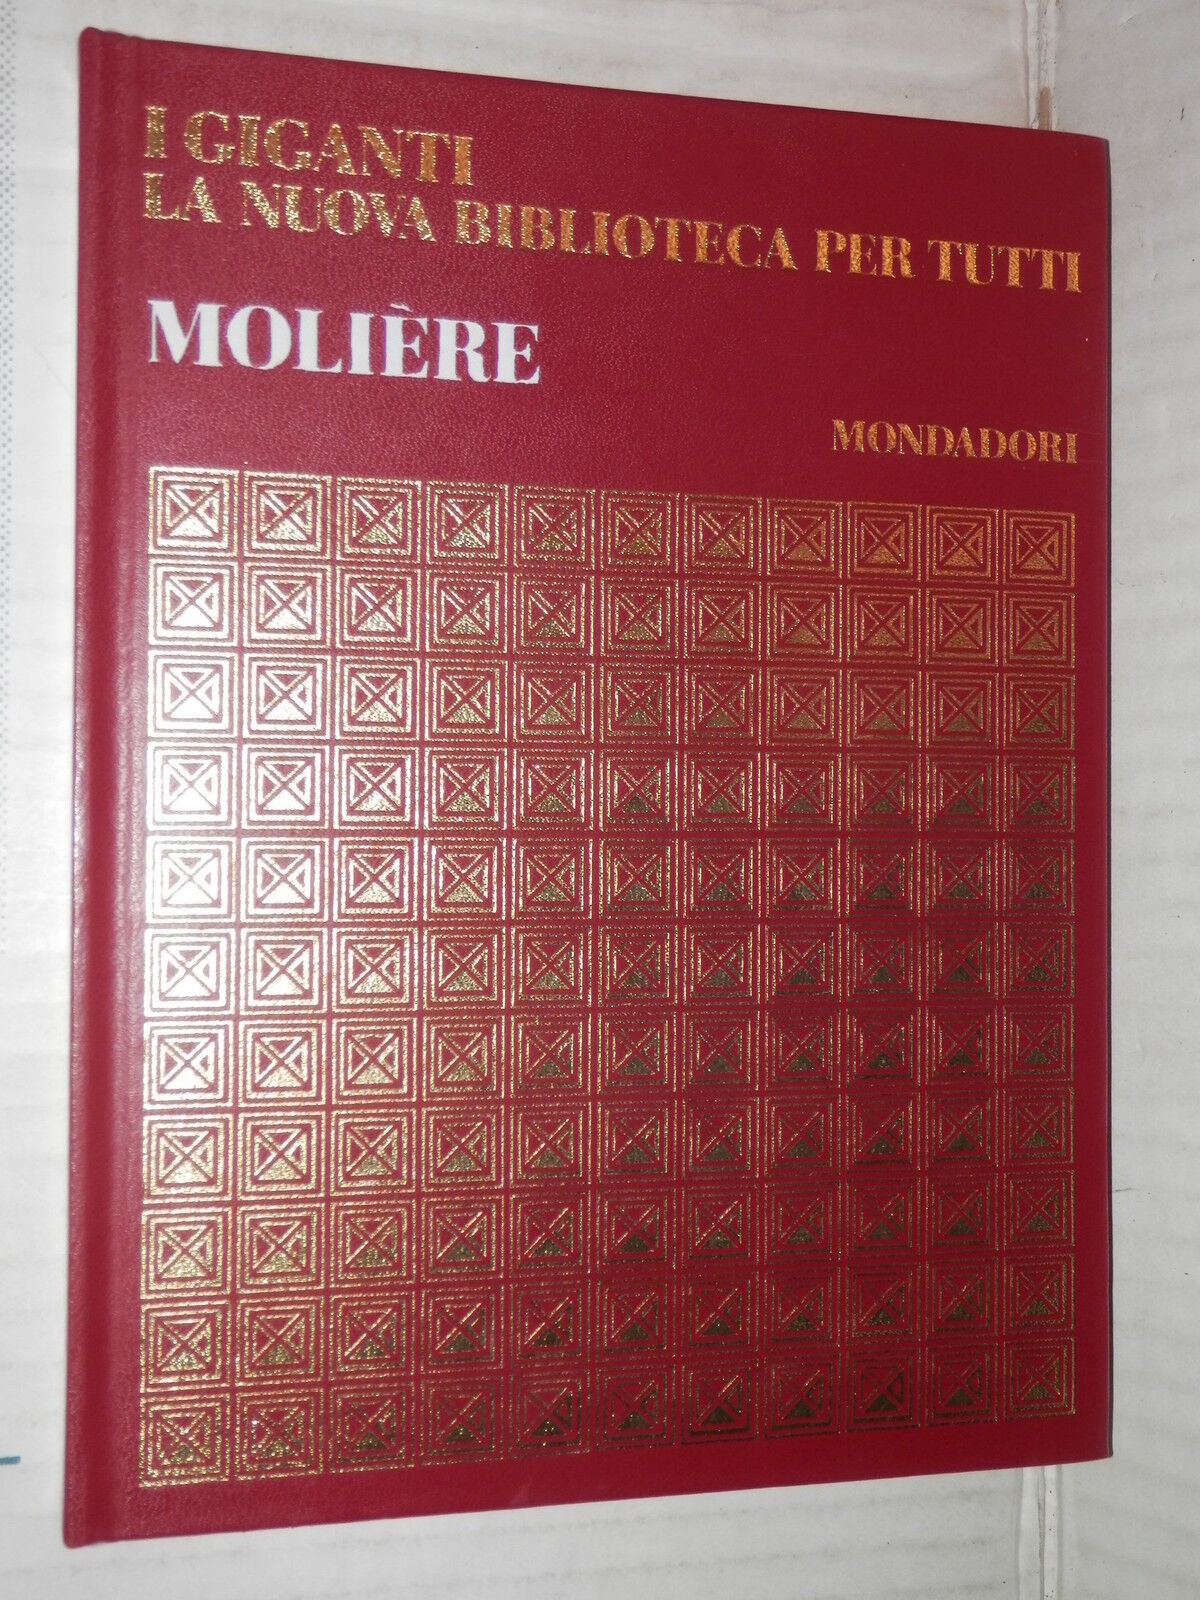 I GIGANTI
LA NUOVA BIBLIOTECA PER TUTTI
MOLIÈRE
MONDADORI